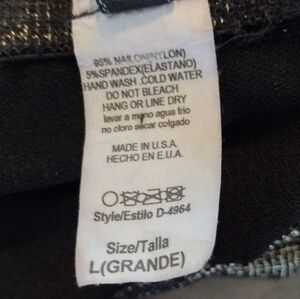 95% NAILON(NYLON)
5%SPANDEX(ELASTANO)
HAND WASH .COLD WATER
DO NOT BLEACH
HANG OR LINE DRY
lavar a mano agua frio
no cloro secar colgado
MADE IN U.S.A.
HECHO EN E.U.A.
Style/Estilo D-4964
Size/Talla
L(GRANDE)